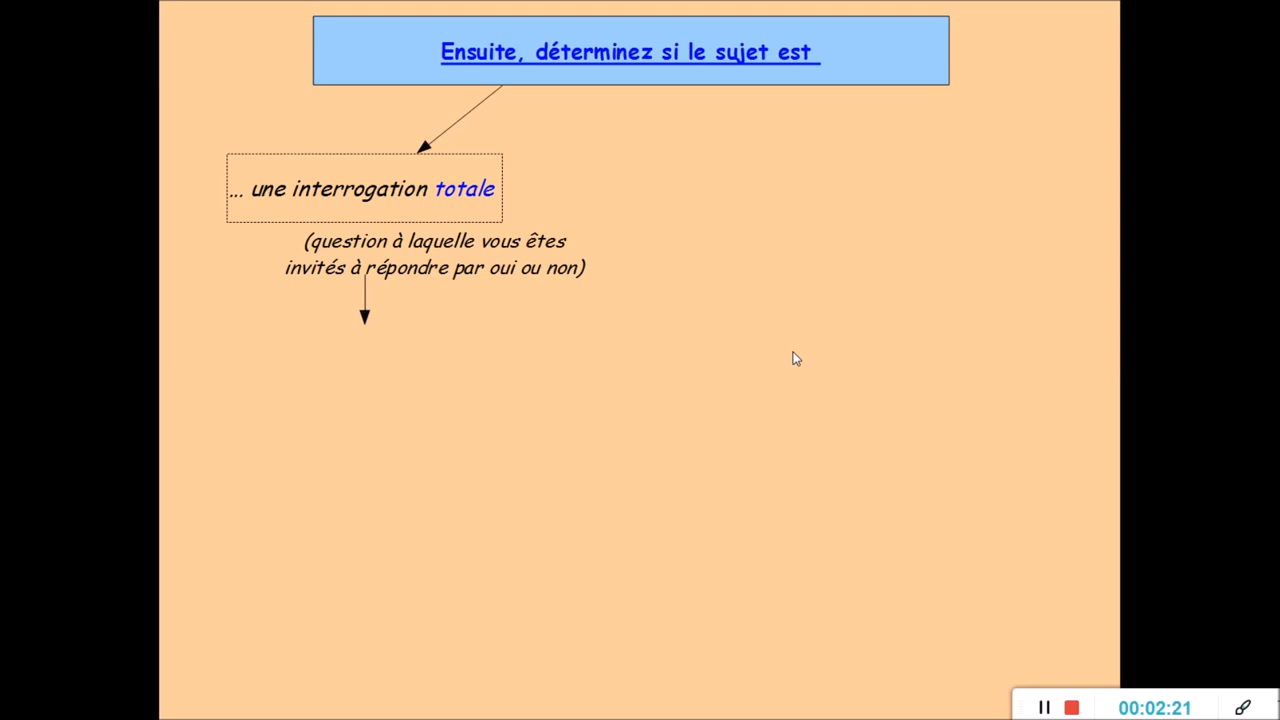 Ensuite, déterminez si le sujet est
... une interrogation totale
(question à laquelle vous êtes
invités à répondre par oui ou non)
00:02:21